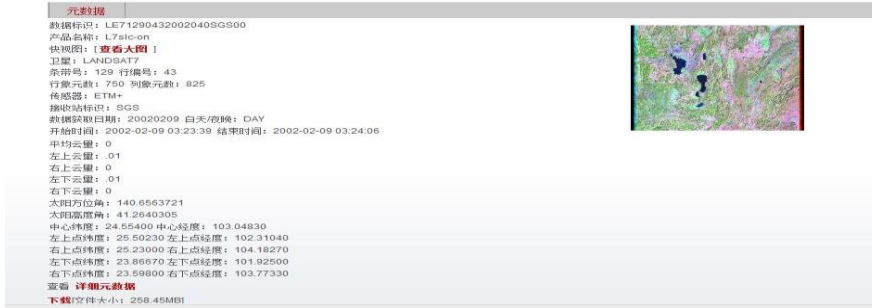 元数据
数据标识：LE71290432002040SGS00
产品名称：L7slc-on
快视图：[查看大图 ]
卫星：LANDSAT7
条带号：129 行编号：43
行象元数：750 列象元数：825
传感器：ETM+
接收站标识：SGS
数据获取日期：20020209 白天/夜晚：DAY
开始时间：2002-02-09 03:23:39 结束时间：2002-02-09 03:24:06
平均云量：0
左上云量：.01
右上云量：0
左下云量：.01
右下云量：0
太阳方位角：140.6563721
太阳高度角：41.2640305
中心纬度：24.55400 中心经度：103.04830
左上点纬度：25.50230 左上点经度：102.31040
右上点纬度：25.23000 右上点经度：104.18270
左下点纬度：23.86670 左下点经度：101.92500
右下点纬度：23.59800 右下点经度：103.77330
查看 详细元数据
下载[文件大小：258.45MB]